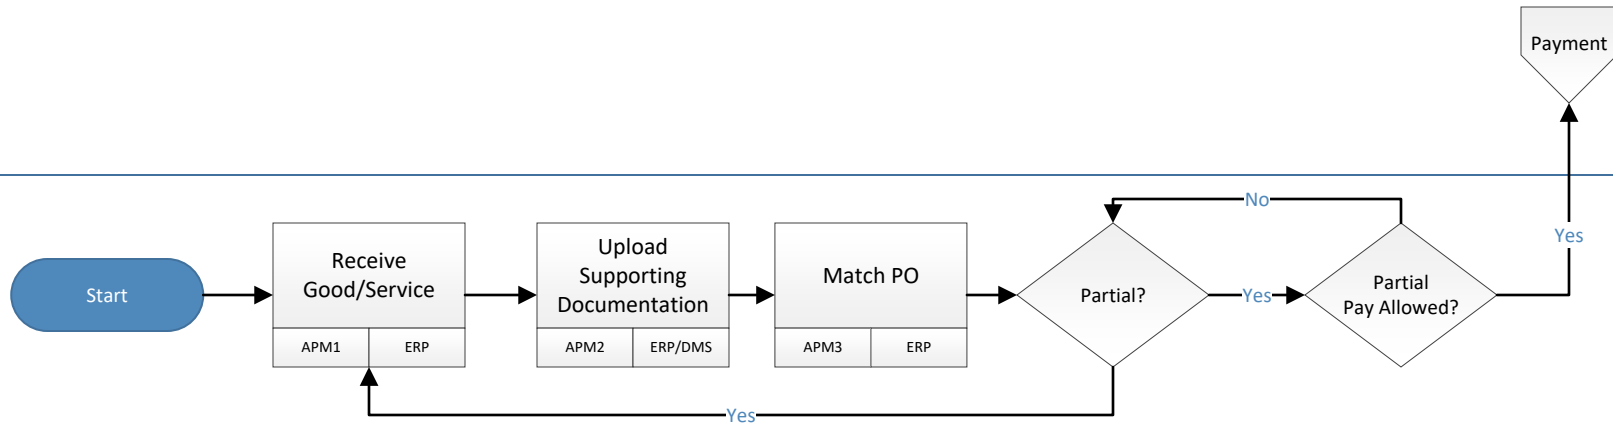 Payment
No
Yes
Start
Receive
Good/Service
APM1
ERP
Upload
Supporting
Documentation
APM2
ERP/DMS
Match PO
APM3
ERP
Partial?
Yes
Partial
Pay Allowed?
Yes